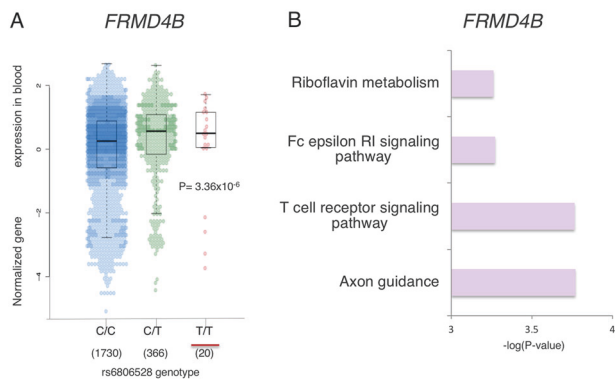 A
FRMD4B
Normalized gene expression in blood
2
0
-2
-4
P= 3.36x10-6
C/C
C/T
T/T
(1730)
(366)
(20)
rs6806528 genotype
B
FRMD4B
Riboflavin metabolism
Fc epsilon RI signaling
pathway
T cell receptor signaling
pathway
Axon guidance
3
3.5
4
-log(P-value)